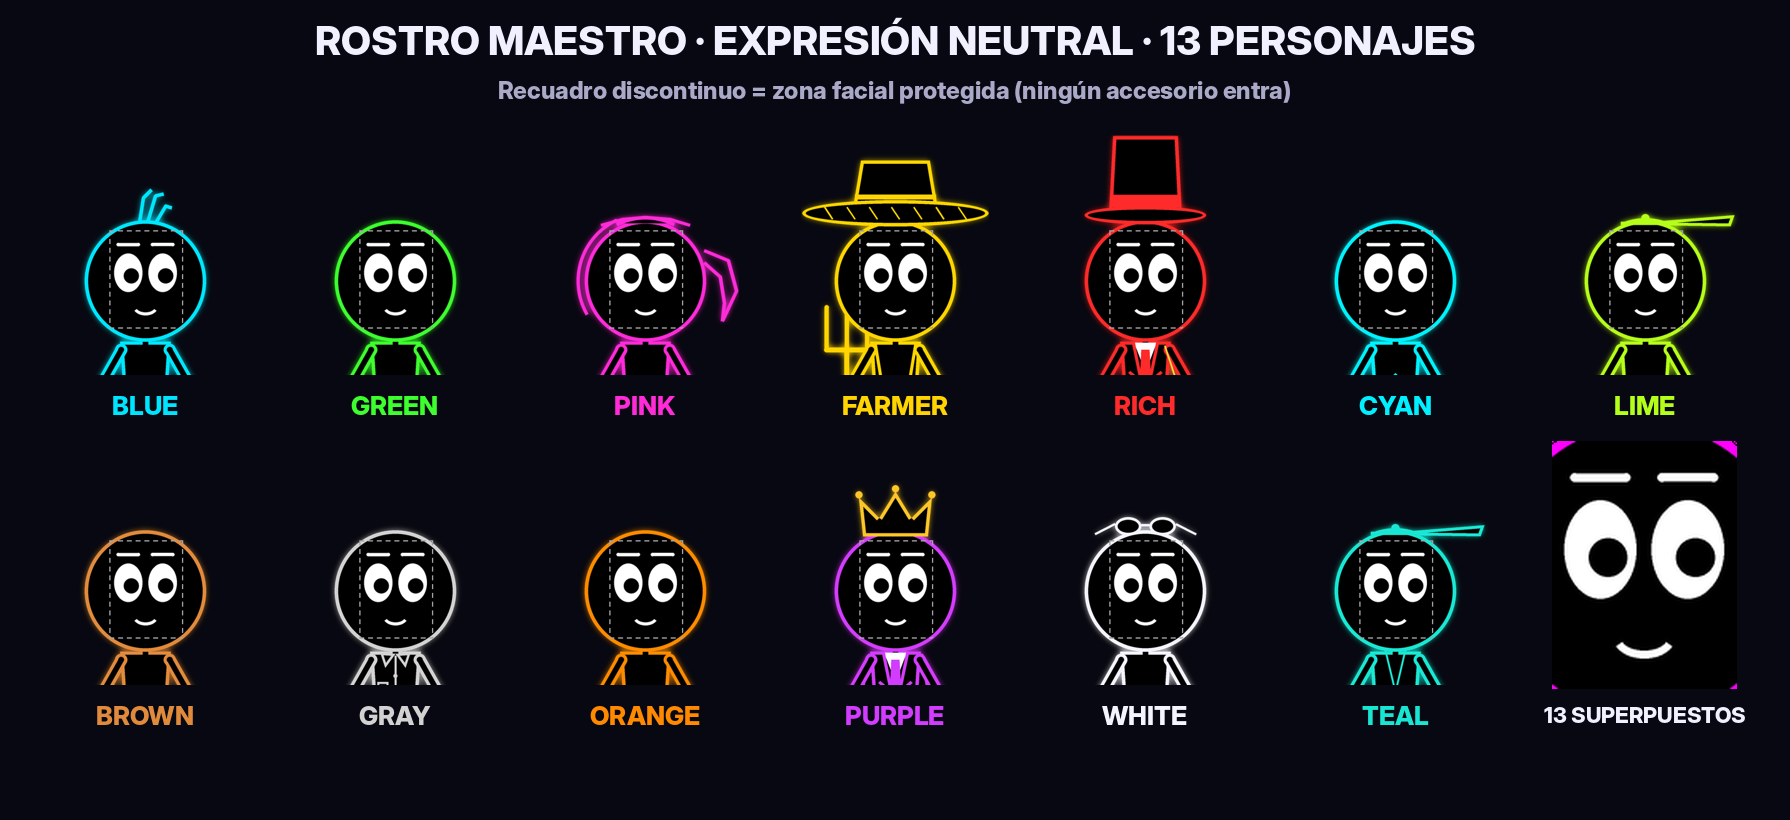 ROSTRO MAESTRO · EXPRESIÓN NEUTRAL · 13 PERSONAJES
Recuadro discontinuo = zona facial protegida (ningún accesorio entra)
BLUE
GREEN
PINK
FARMER
RICH
CYAN
LIME
BROWN
GRAY
ORANGE
PURPLE
WHITE
TEAL
13 SUPERPUESTOS